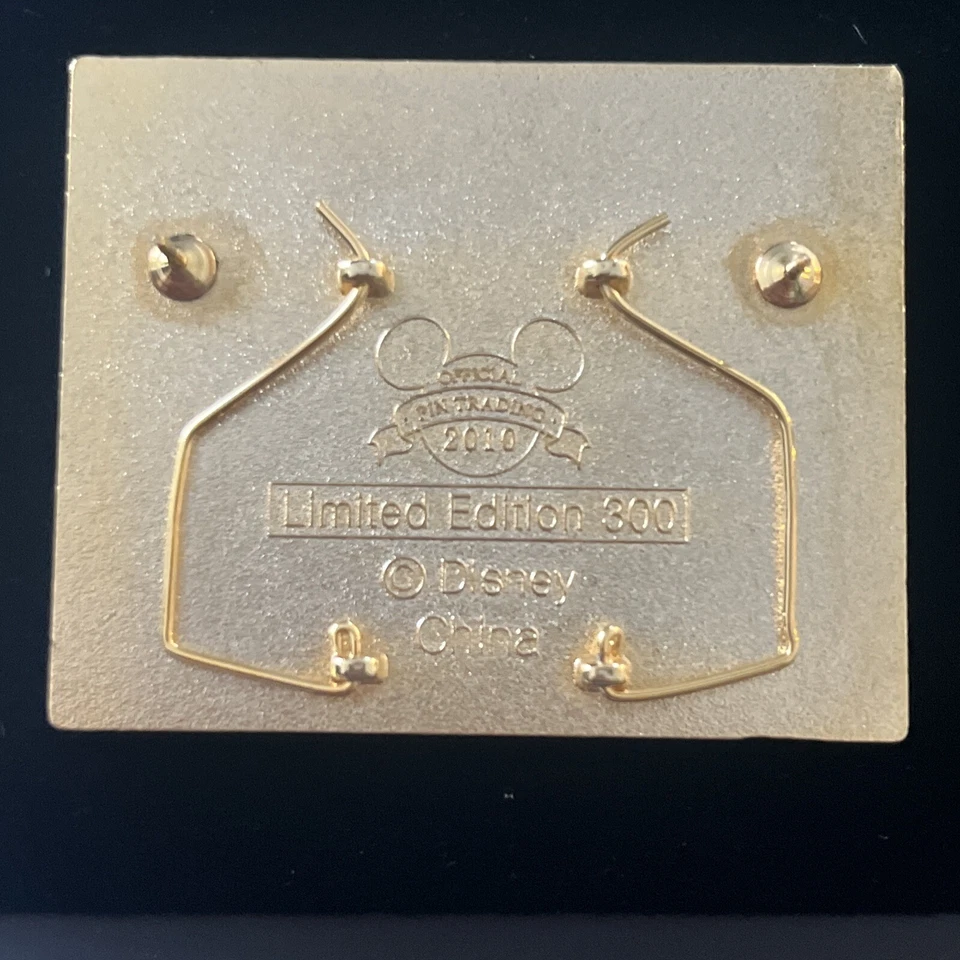 OFFICIAL
PIN TRADING
2010
Limited Edition 300
© Disney
China